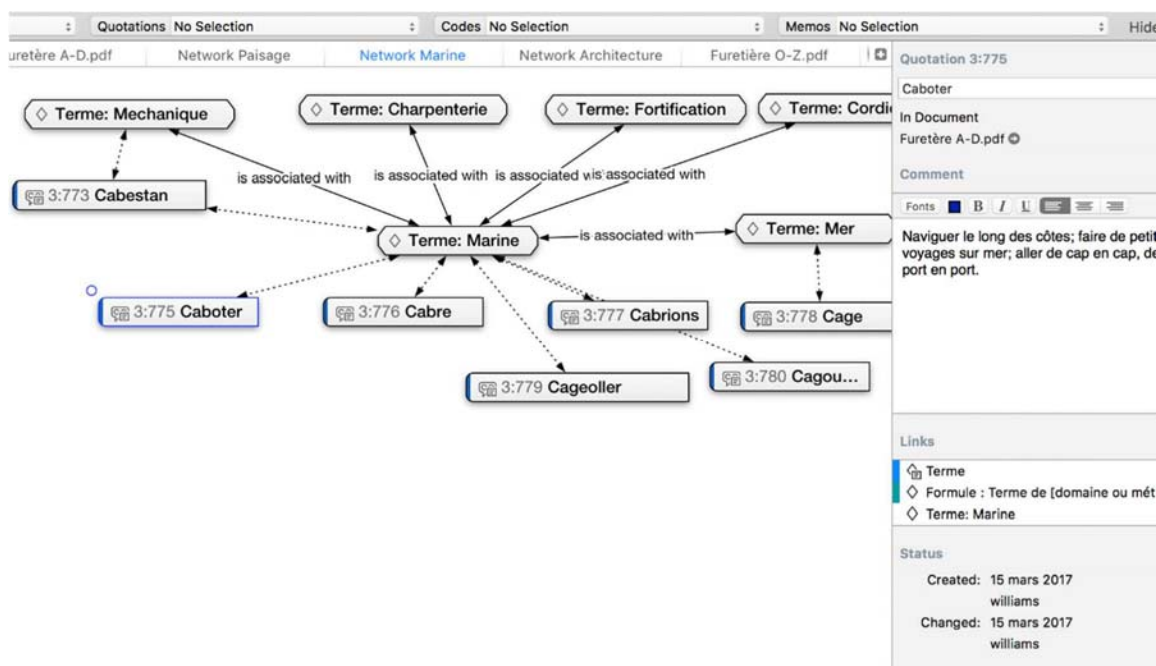 Quotations No Selection Codes No Selection Memos No Selection Hide
uretère A-D.pdf Network Paisage Network Marine Network Architecture Furetière O-Z.pdf
Terme: Mechanique Terme: Charpenterie Terme: Fortification Terme: Cordi
is associated with is associated with is associated w is associated with
3:773 Cabestan
Terme: Marine is associated with Terme: Mer
3:775 Caboter 3:776 Cabre 3:777 Cabrions 3:778 Cage
3:779 Cageoller 3:780 Cagou...
Quotation 3:775
Caboter
In Document
Furetère A-D.pdf
Comment
Fonts B I U
Naviguer le long des côtes; faire de petit
voyages sur mer; aller de cap en cap, de
port en port.
Links
Terme
Formule : Terme de [domaine ou mét
Terme: Marine
Status
Created: 15 mars 2017
williams
Changed: 15 mars 2017
williams